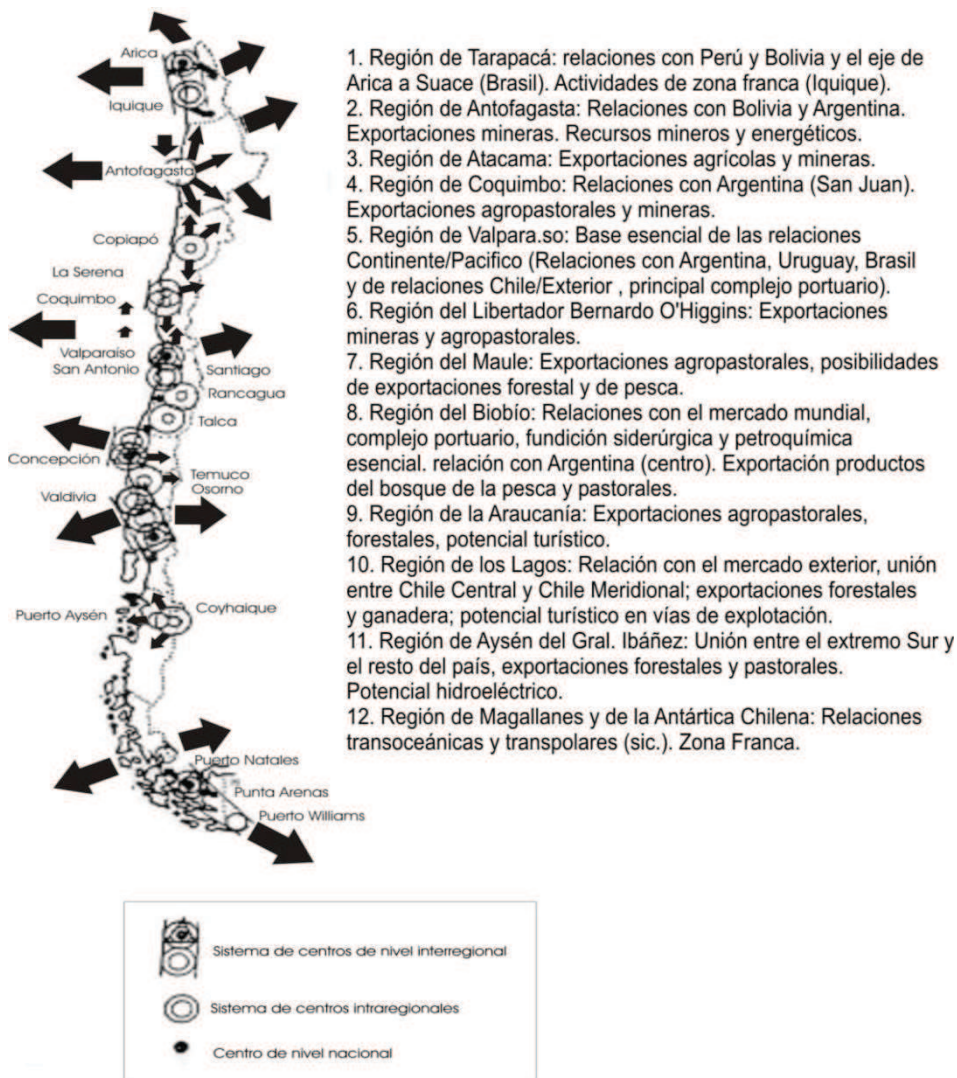 Arica
Iquique
Antofagasta
Copiapó
La Serena
Coquimbo
Valparaíso
San Antonio
Santiago
Rancagua
Talca
Concepción
Temuco
Osorno
Valdivia
Puerto Aysén
Coyhaique
Puerto Natales
Punta Arenas
Puerto Williams
1. Región de Tarapacá: relaciones con Perú y Bolivia y el eje de
Arica a Suace (Brasil). Actividades de zona franca (Iquique).
2. Región de Antofagasta: Relaciones con Bolivia y Argentina.
Exportaciones mineras. Recursos mineros y energéticos.
3. Región de Atacama: Exportaciones agrícolas y mineras.
4. Región de Coquimbo: Relaciones con Argentina (San Juan).
Exportaciones agropastorales y mineras.
5. Región de Valpara.so: Base esencial de las relaciones
Continente/Pacifico (Relaciones con Argentina, Uruguay, Brasil
y de relaciones Chile/Exterior , principal complejo portuario).
6. Región del Libertador Bernardo O'Higgins: Exportaciones
mineras y agropastorales.
7. Región del Maule: Exportaciones agropastorales, posibilidades
de exportaciones forestal y de pesca.
8. Región del Biobío: Relaciones con el mercado mundial,
complejo portuario, fundición siderúrgica y petroquímica
esencial. relación con Argentina (centro). Exportación productos
del bosque de la pesca y pastorales.
9. Región de la Araucanía: Exportaciones agropastorales,
forestales, potencial turístico.
10. Región de los Lagos: Relación con el mercado exterior, unión
entre Chile Central y Chile Meridional; exportaciones forestales
y ganadera; potencial turístico en vías de explotación.
11. Región de Aysén del Gral. Ibáñez: Unión entre el extremo Sur y
el resto del país, exportaciones forestales y pastorales.
Potencial hidroeléctrico.
12. Región de Magallanes y de la Antártica Chilena: Relaciones
transoceánicas y transpolares (sic.). Zona Franca.
Sistema de centros de nivel interregional
Sistema de centros intraregionales
Centro de nivel nacional